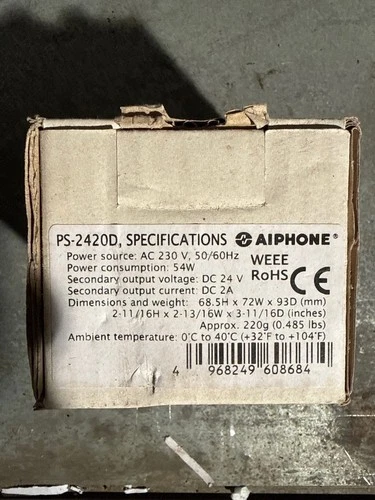 PS-2420D, SPECIFICATIONS AIPHONE®
Power source: AC 230 V, 50/60Hz
Power consumption: 54W
Secondary output voltage: DC 24 V
Secondary output current: DC 2A
WEEE
RoHS CE
Dimensions and weight: 68.5H x 72W x 93D (mm)
2-11/16H x 2-13/16W x 3-11/16D (inches)
Approx. 220g (0.485 lbs)
Ambient temperature: 0°C to 40°C (+32°F to +104°F)
4 968249 608684